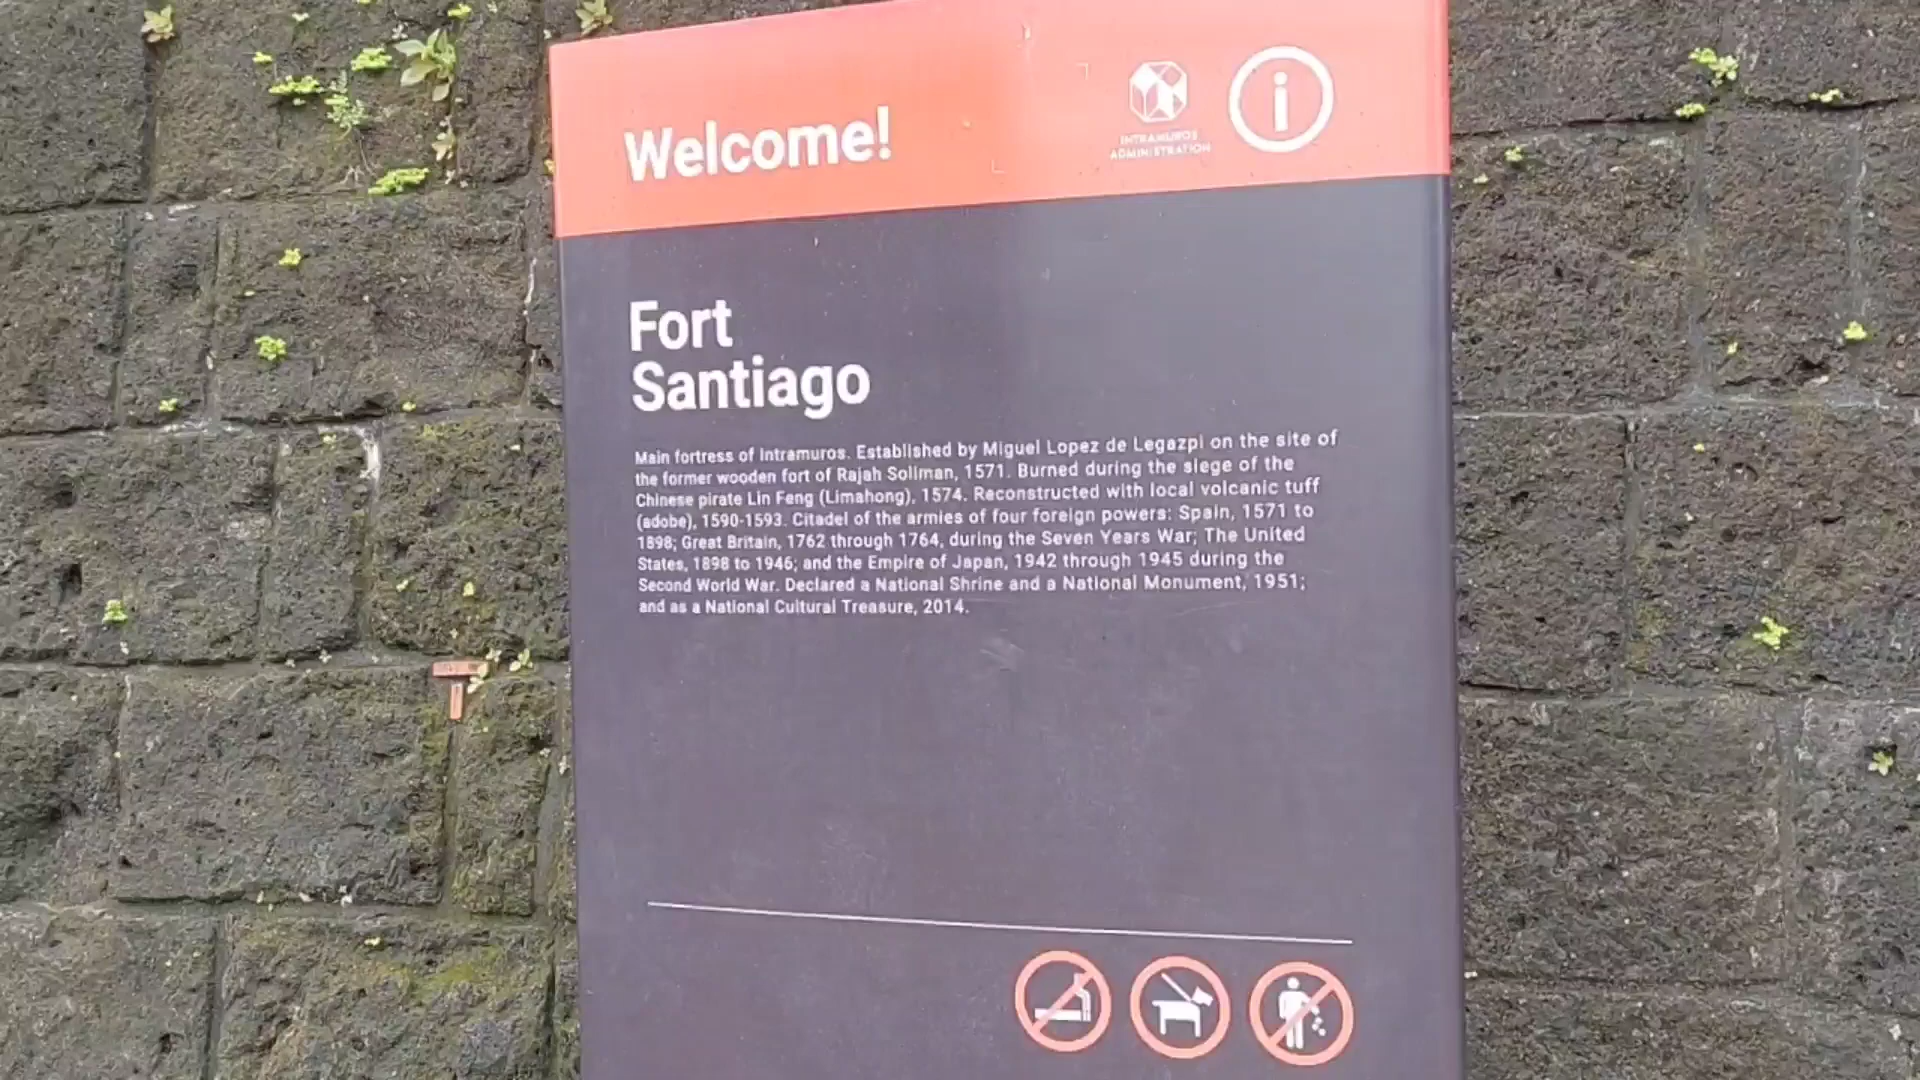 Welcome!
INTRAMUROS
ADMINISTRATION
i
Fort
Santiago
Main fortress of Intramuros. Established by Miguel Lopez de Legazpi on the site of
the former wooden fort of Rajah Soliman, 1571. Burned during the siege of the
Chinese pirate Lin Feng (Limahong), 1574. Reconstructed with local volcanic tuff
(adobe), 1590-1593. Citadel of the armies of four foreign powers: Spain, 1571 to
1898; Great Britain, 1762 through 1764, during the Seven Years War; The United
States, 1898 to 1946; and the Empire of Japan, 1942 through 1945 during the
Second World War. Declared a National Shrine and a National Monument, 1951;
and as a National Cultural Treasure, 2014.